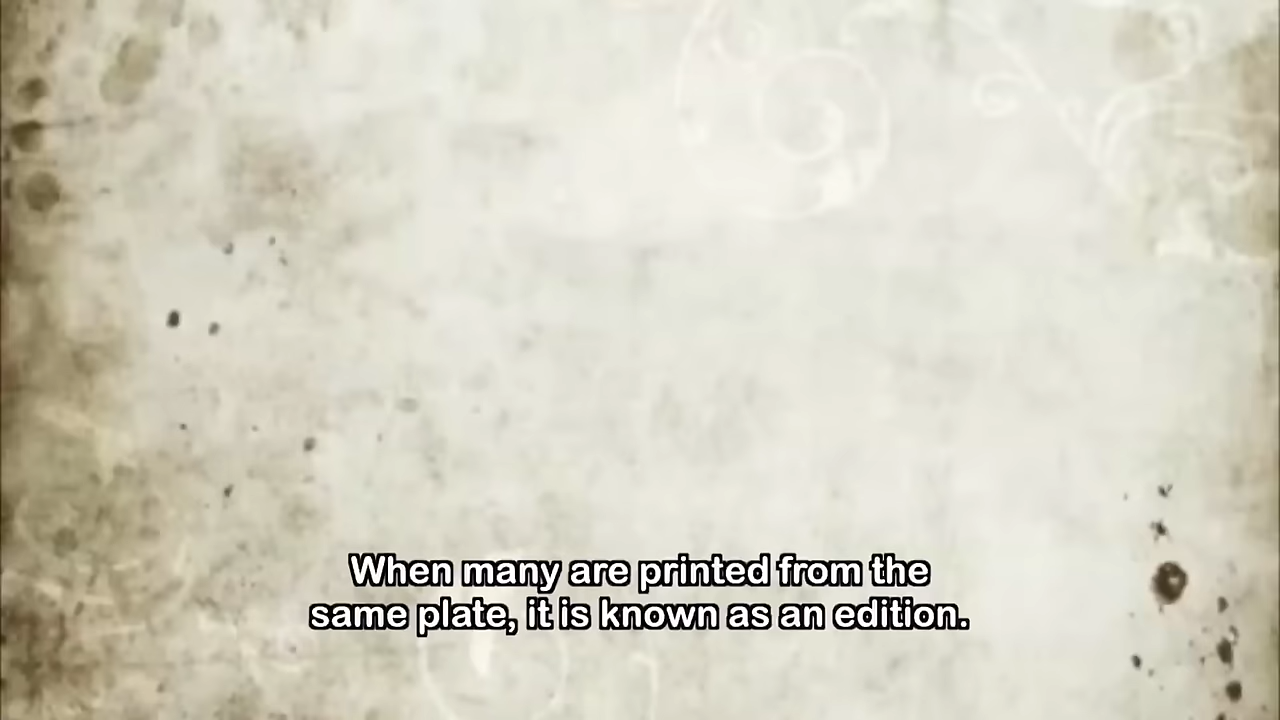 When many are printed from the
same plate, it is known as an edition.